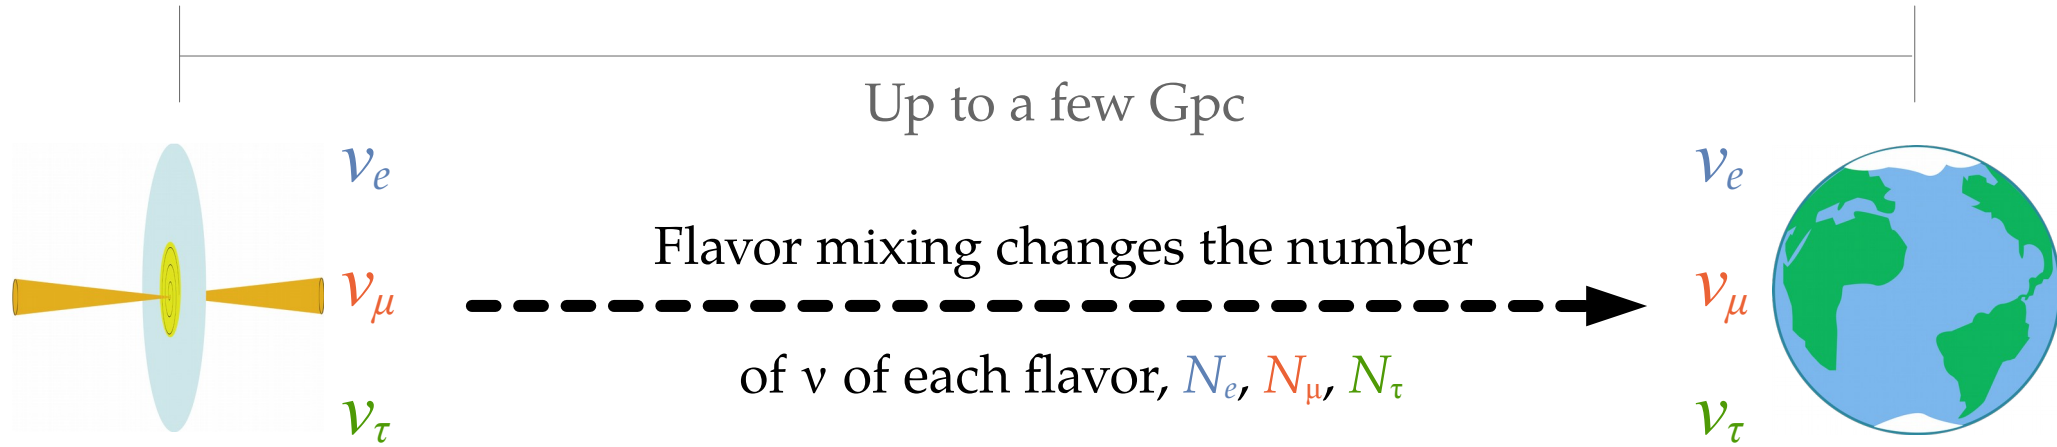 Up to a few Gpc
νe νe
Flavor mixing changes the number
νμ νμ
of ν of each flavor, Ne, Nμ, Nτ
ντ ντ